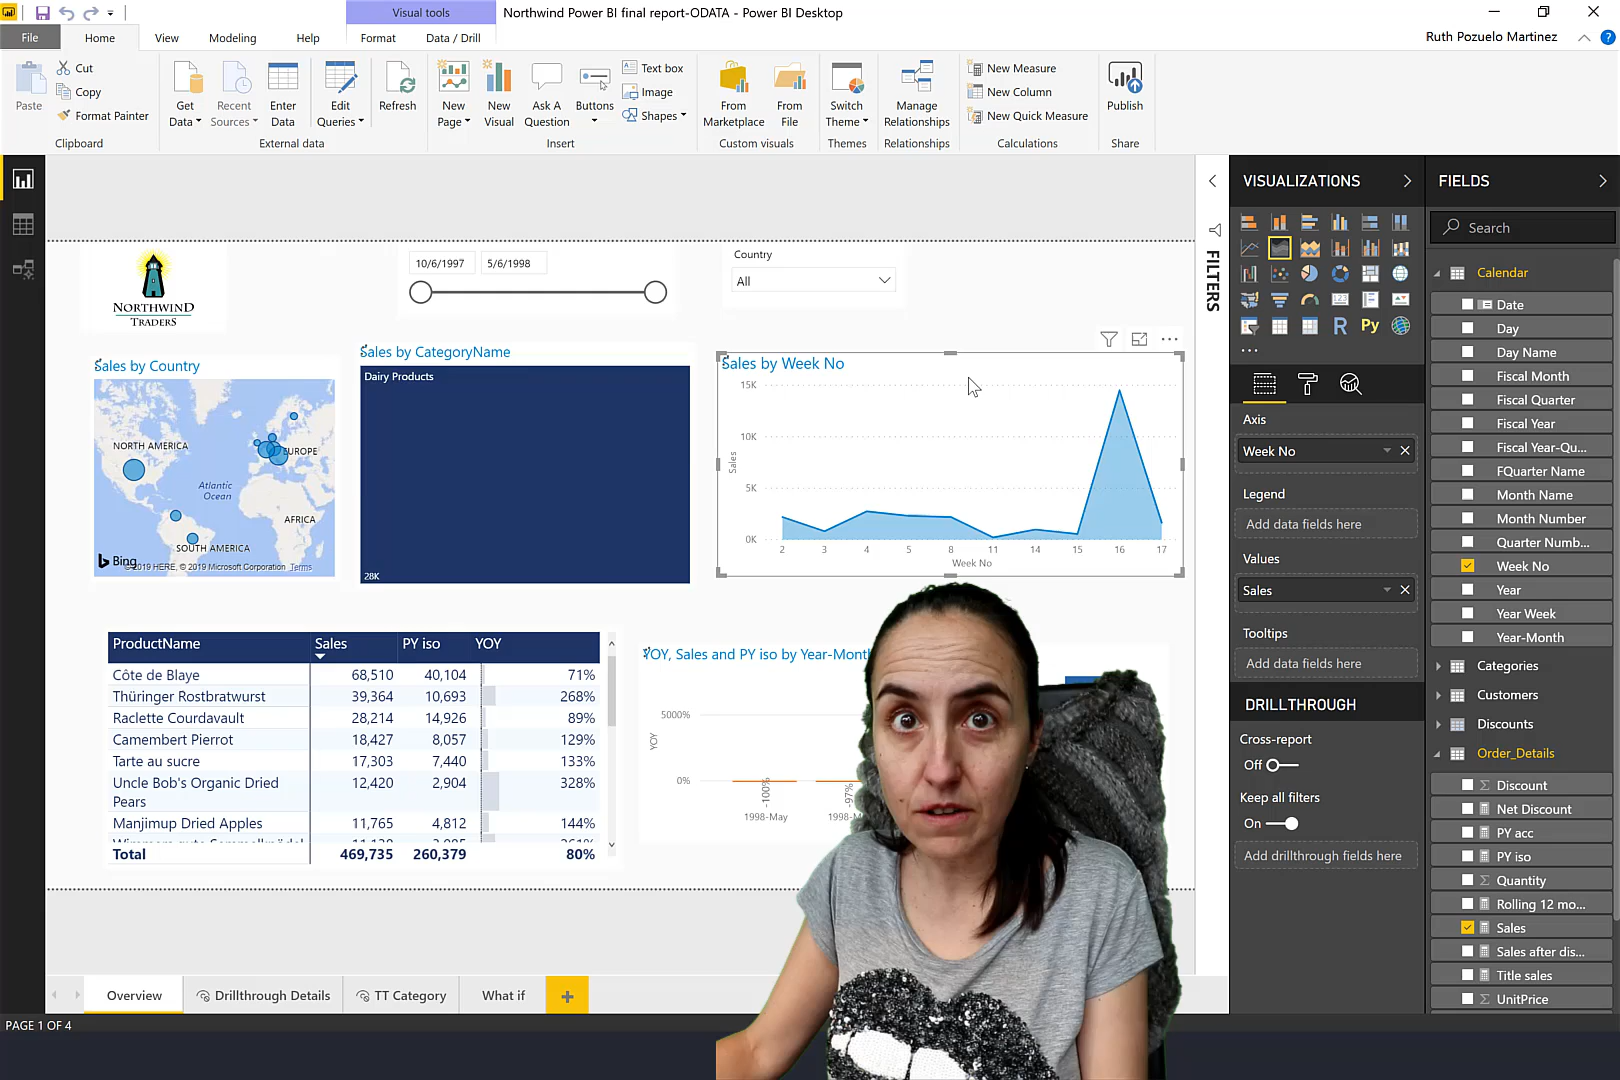 Visual tools
Northwind Power BI final report-ODATA - Power BI Desktop
File
Home
View
Modeling
Help
Format
Data / Drill
Ruth Pozuelo Martinez
?
Paste
Cut
Copy
Format Painter
Clipboard
Get Data
Recent Sources
Enter Data
Edit Queries
External data
Refresh
New Page
New Visual
Ask A Question
Buttons
Text box
Image
Shapes
Insert
From Marketplace
From File
Custom visuals
Switch Theme
Themes
Manage Relationships
Relationships
New Measure
New Column
New Quick Measure
Calculations
Publish
Share
NORTHWIND
TRADERS
10/6/1997
5/6/1998
Country
All
Sales by Country
NORTH AMERICA
EUROPE
Atlantic
Ocean
AFRICA
SOUTH AMERICA
Bing
© 2019 HERE, © 2019 Microsoft Corporation Terms
Sales by CategoryName
Dairy Products
28K
Sales by Week No
15K
10K
5K
0K
Sales
2 3 4 5 8 11 14 15 16 17
Week No
ProductName Sales PY iso YOY
Côte de Blaye 68,510 40,104 71%
Thüringer Rostbratwurst 39,364 10,693 268%
Raclette Courdavault 28,214 14,926 89%
Camembert Pierrot 18,427 8,057 129%
Tarte au sucre 17,303 7,440 133%
Uncle Bob's Organic Dried Pears 12,420 2,904 328%
Manjimup Dried Apples 11,765 4,812 144%
Total 469,735 260,379 80%
YOY, Sales and PY iso by Year-Month
5000%
0%
YOY
-100%
-97%
1998-May
1998-M
Overview
Drillthrough Details
TT Category
What if
+
PAGE 1 OF 4
FILTERS
VISUALIZATIONS
R
Py
123
Axis
Week No
Legend
Add data fields here
Values
Sales
Tooltips
Add data fields here
DRILLTHROUGH
Cross-report
Off
Keep all filters
On
Add drillthrough fields here
FIELDS
Search
Calendar
Date
Day
Day Name
Fiscal Month
Fiscal Quarter
Fiscal Year
Fiscal Year-Qu...
FQuarter Name
Month Name
Month Number
Quarter Numb...
Week No
Year
Year Week
Year-Month
Categories
Customers
Discounts
Order_Details
Discount
Net Discount
PY acc
PY iso
Quantity
Rolling 12 mo...
Sales
Sales after dis...
Title sales
UnitPrice